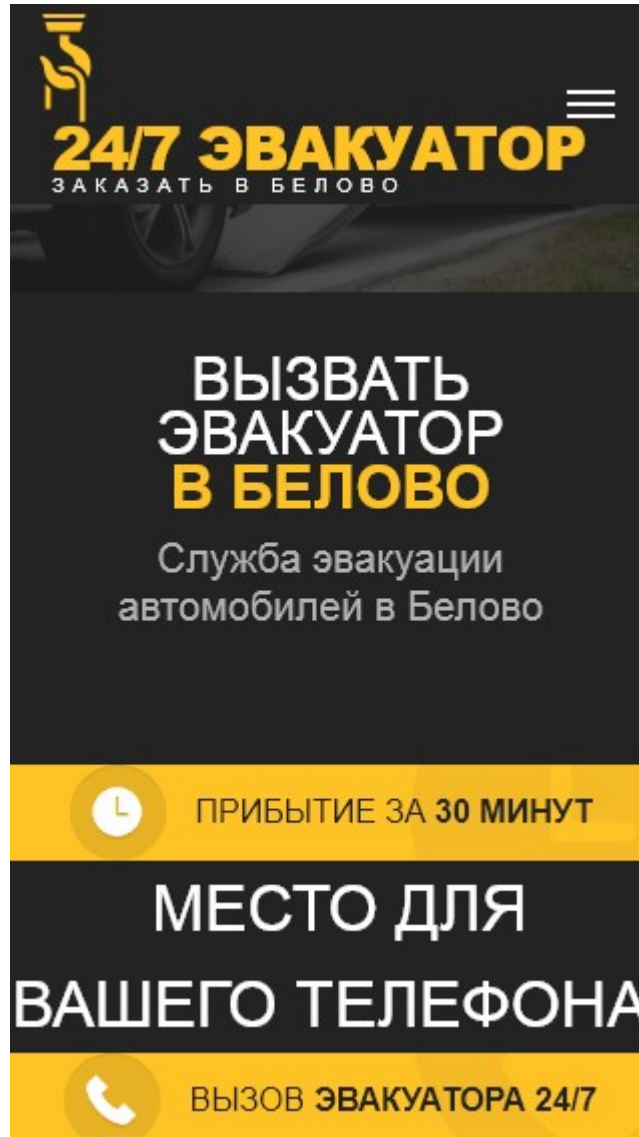 24/7 ЭВАКУАТОР
ЗАКАЗАТЬ В БЕЛОВО
ВЫЗВАТЬ
ЭВАКУАТОР
В БЕЛОВО
Служба эвакуации
автомобилей в Белово
ПРИБЫТИЕ ЗА 30 МИНУТ
МЕСТО ДЛЯ
ВАШЕГО ТЕЛЕФОНА
ВЫЗОВ ЭВАКУАТОРА 24/7